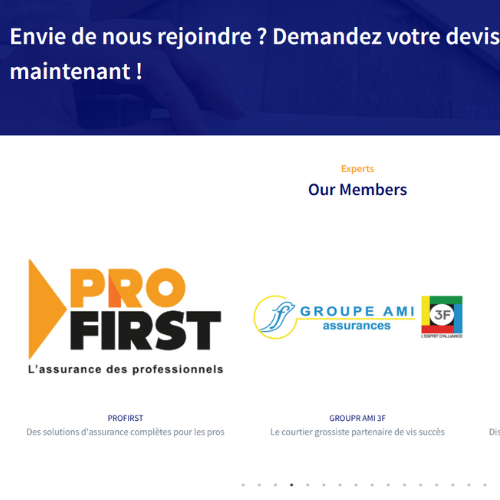 Envie de nous rejoindre ? Demandez votre devis
maintenant !
Experts
Our Members
PRO
FIRST
L'assurance des professionnels
GROUPE AMI
assurances
3F
L'ESPRIT D'ALLIANCE
PROFIRST
Des solutions d'assurance complètes pour les pros
GROUPR AMI 3F
Le courtier grossiste partenaire de vis succès
Dis